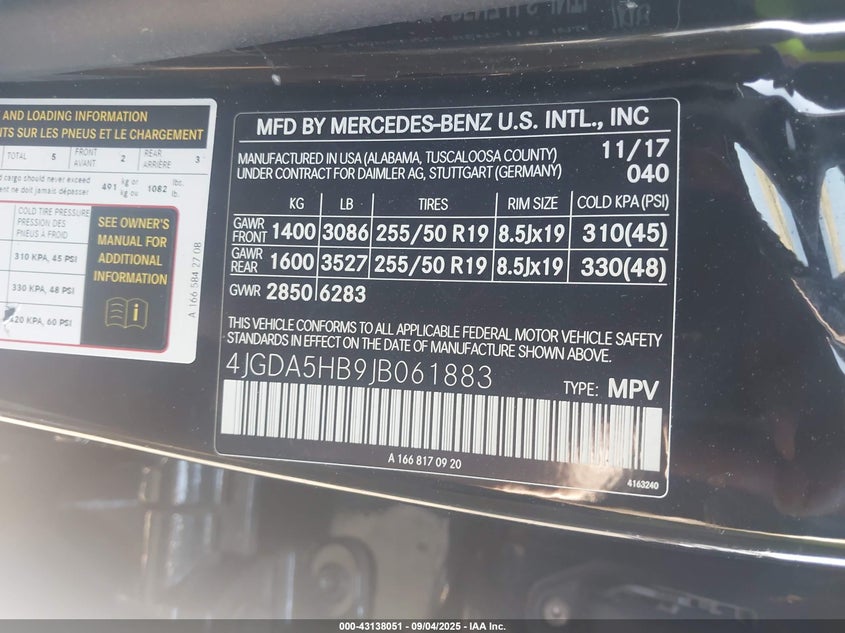 AND LOADING INFORMATION
TS SUR LES PNEUS ET LE CHARGEMENT
TOTAL 5 FRONT AVANT 2 REAR ARRIÈRE 3
d cargo should never exceed 491 kg or kg ou 1082 lbs. lb.
ent ne doit jamais dépasser
COLD TIRE PRESSURE
PRESSION DES
PNEUS À FROID
310 KPA, 45 PSI
330 KPA, 48 PSI
420 KPA, 60 PSI
SEE OWNER'S
MANUAL FOR
ADDITIONAL
INFORMATION
A 166 584 27 08
MFD BY MERCEDES-BENZ U.S. INTL., INC
MANUFACTURED IN USA (ALABAMA, TUSCALOOSA COUNTY) 11/17
UNDER CONTRACT FOR DAIMLER AG, STUTTGART (GERMANY) 040
KG LB TIRES RIM SIZE COLD KPA (PSI)
GAWR FRONT 1400 3086 255/50 R19 8.5Jx19 310(45)
GAWR REAR 1600 3527 255/50 R19 8.5Jx19 330(48)
GVWR 2850 6283
THIS VEHICLE CONFORMS TO ALL APPLICABLE FEDERAL MOTOR VEHICLE SAFETY
STANDARDS IN EFFECT ON THE DATE OF MANUFACTURE SHOWN ABOVE.
4JGDA5HB9JB061883 TYPE: MPV
A 166 817 09 20
4163240
000-43138051 - 09/04/2025 - IAA Inc.